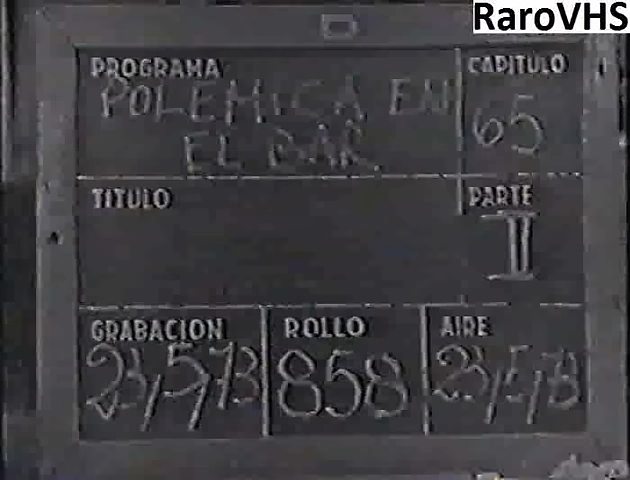 RaroVHS
PROGRAMA
CAPITULO
POLEMICA EN
EL BAR
65
TITULO
PARTE
II
GRABACION
ROLLO
AIRE
23/5/73
858
23/5/73